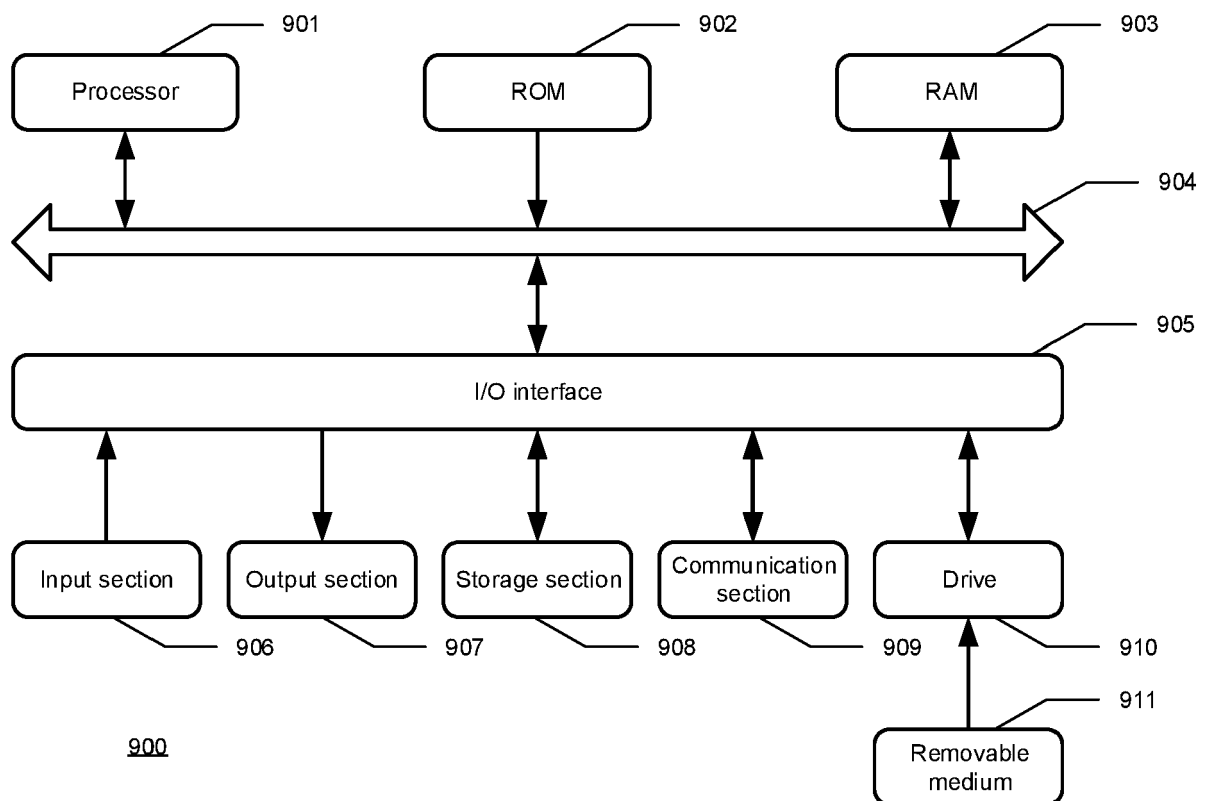 901
902
903
Processor
ROM
RAM
904
905
I/O interface
Input section
Output section
Storage section
Communication
section
Drive
906
907
908
909
910
911
900
Removable
medium